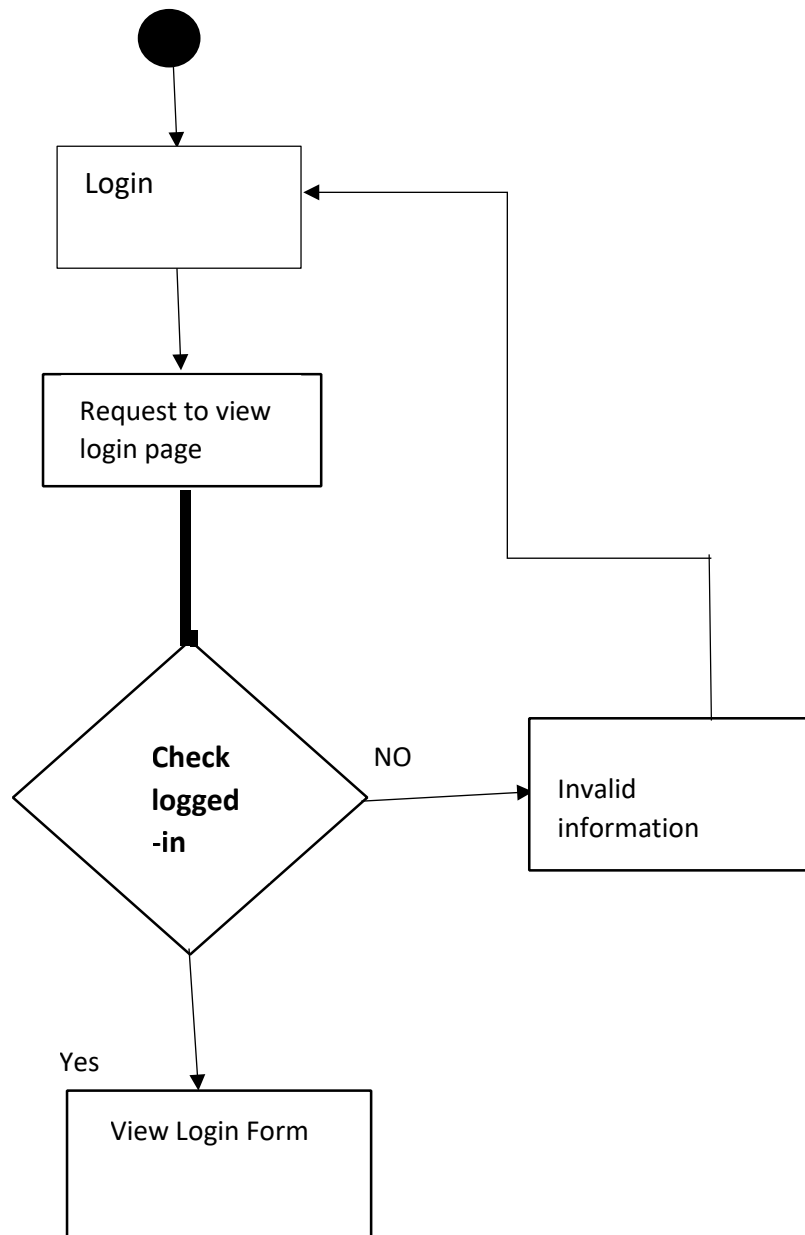 Login
Request to view
login page
Check
logged
-in
NO
Invalid
information
Yes
View Login Form